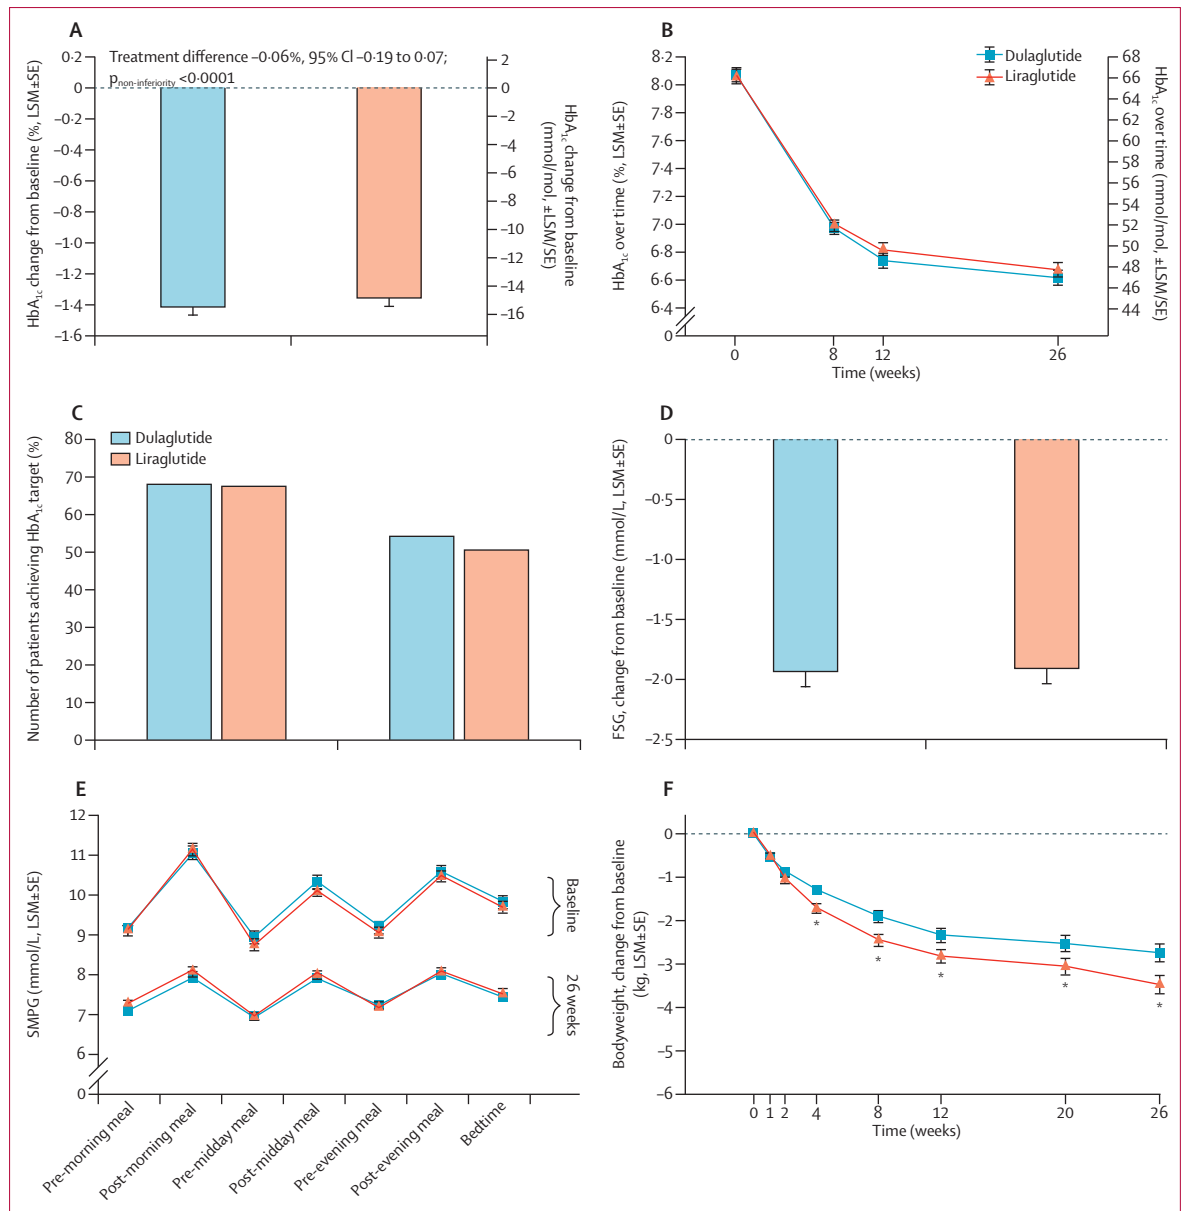 A
Treatment difference –0·06%, 95% CI –0·19 to 0·07;
pnon-inferiority <0·0001
HbA1c change from baseline (%, LSM±SE)
0·2
0
–0·2
–0·4
–0·6
–0·8
–1·0
–1·2
–1·4
–1·6
2
0
–2
–4
–6
–8
–10
–12
–14
–16
HbA1c change from baseline
(mmol/mol, ±LSM/SE)
B
Dulaglutide
Liraglutide
HbA1c over time (%, LSM±SE)
8·2
8·0
7·8
7·6
7·4
7·2
7·0
6·8
6·6
6·4
0
68
66
64
62
60
58
56
54
52
50
48
46
44
HbA1c over time (mmol/mol, ±LSM/SE)
0
8
12
26
Time (weeks)
C
Dulaglutide
Liraglutide
Number of patients achieving HbA1c target (%)
80
70
60
50
40
30
20
10
0
D
FSG, change from baseline (mmol/L, LSM±SE)
0
–0·5
–1·0
–1·5
–2·0
–2·5
E
SMPG (mmol/L, LSM±SE)
12
11
10
9
8
7
6
0
Baseline
26 weeks
Pre-morning meal
Post-morning meal
Pre-midday meal
Post-midday meal
Pre-evening meal
Post-evening meal
Bedtime
F
Bodyweight, change from baseline
(kg, LSM±SE)
0
–1
–2
–3
–4
–5
–6
*
*
*
*
*
0
1
2
4
8
12
20
26
Time (weeks)